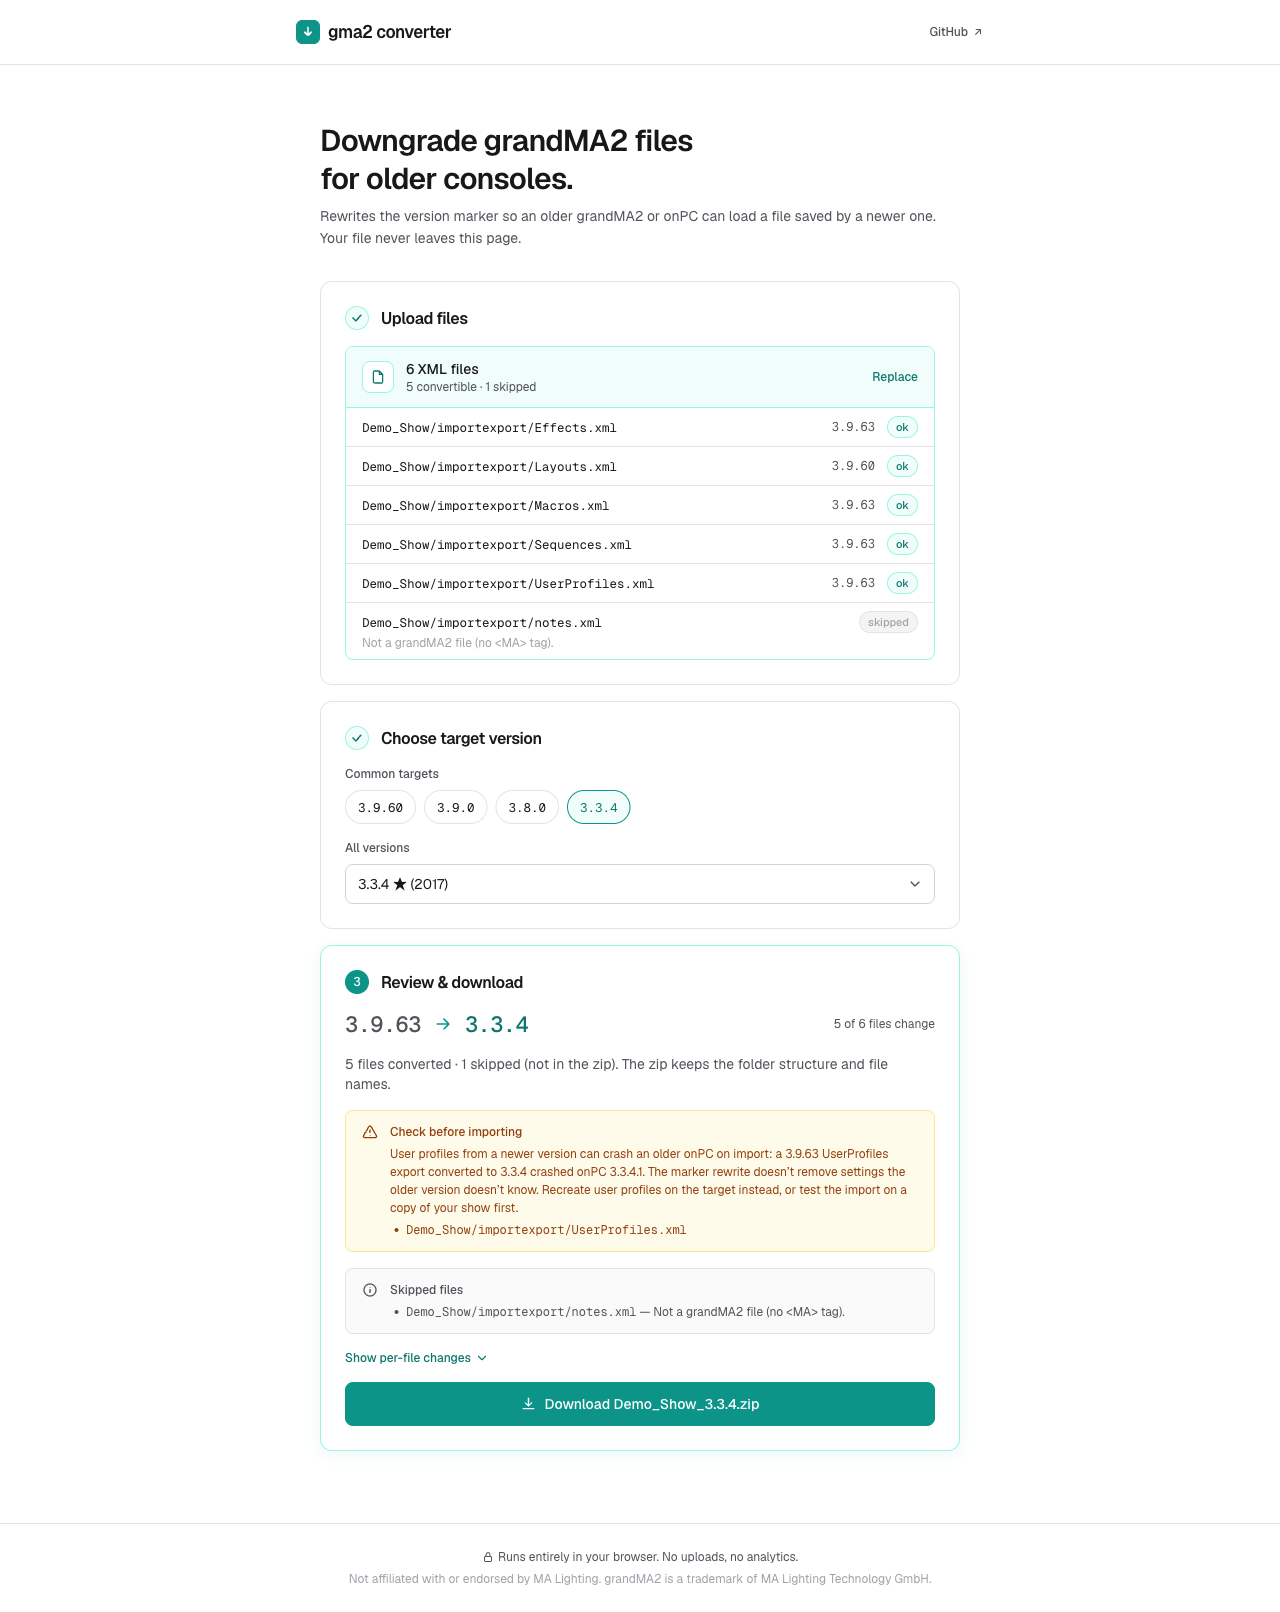 gma2 converter
GitHub ↗
Downgrade grandMA2 files
for older consoles.
Rewrites the version marker so an older grandMA2 or onPC can load a file saved by a newer one.
Your file never leaves this page.
Upload files
6 XML files
5 convertible · 1 skipped
Replace
Demo_Show/importexport/Effects.xml 3.9.63 ok
Demo_Show/importexport/Layouts.xml 3.9.60 ok
Demo_Show/importexport/Macros.xml 3.9.63 ok
Demo_Show/importexport/Sequences.xml 3.9.63 ok
Demo_Show/importexport/UserProfiles.xml 3.9.63 ok
Demo_Show/importexport/notes.xml skipped
Not a grandMA2 file (no <MA> tag).
Choose target version
Common targets
3.9.60 3.9.0 3.8.0 3.3.4
All versions
3.3.4 ★ (2017)
3 Review & download
3.9.63 → 3.3.4 5 of 6 files change
5 files converted · 1 skipped (not in the zip). The zip keeps the folder structure and file
names.
Check before importing
User profiles from a newer version can crash an older onPC on import: a 3.9.63 UserProfiles
export converted to 3.3.4 crashed onPC 3.3.4.1. The marker rewrite doesn’t remove settings the
older version doesn’t know. Recreate user profiles on the target instead, or test the import on a
copy of your show first.
• Demo_Show/importexport/UserProfiles.xml
Skipped files
• Demo_Show/importexport/notes.xml — Not a grandMA2 file (no <MA> tag).
Show per-file changes
Download Demo_Show_3.3.4.zip
Runs entirely in your browser. No uploads, no analytics.
Not affiliated with or endorsed by MA Lighting. grandMA2 is a trademark of MA Lighting Technology GmbH.